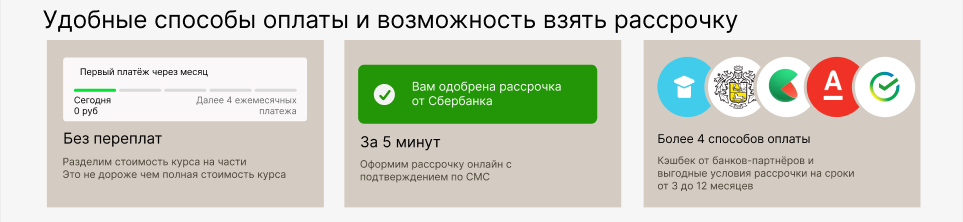 Удобные способы оплаты и возможность взять рассрочку
Первый платёж через месяц
Сегодня
0 руб
Далее 4 ежемесячных
платежа
Без переплат
Разделим стоимость курса на части
Это не дороже чем полная стоимость курса
Вам одобрена рассрочка
от Сбербанка
За 5 минут
Оформим рассрочку онлайн с
подтверждением по СМС
А
Более 4 способов оплаты
Кэшбек от банков-партнёров и
выгодные условия рассрочки на сроки
от 3 до 12 месяцев